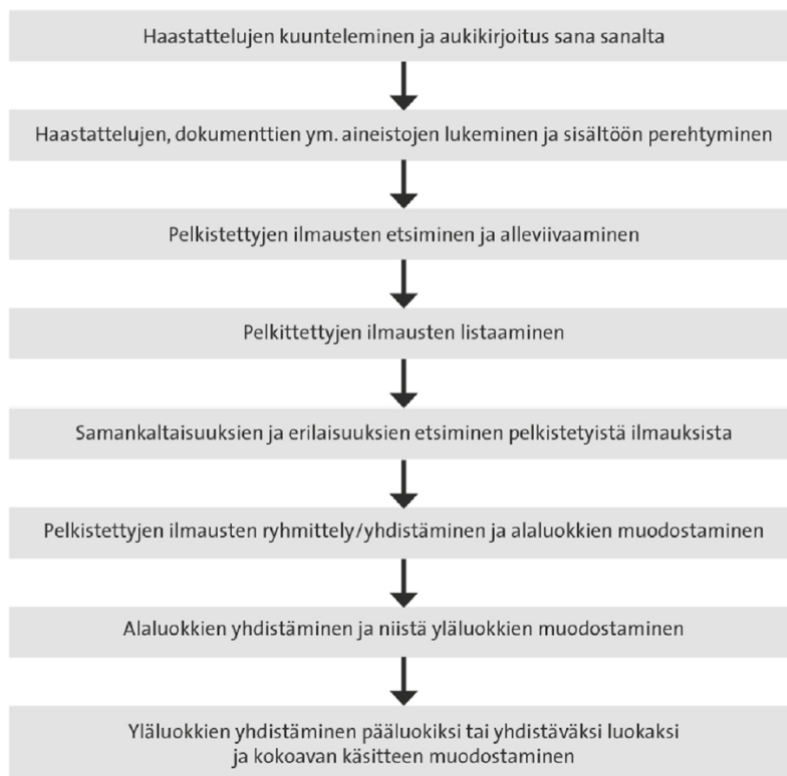 Haastattelujen kuunteleminen ja aukikirjoitus sana sanalta
Haastattelujen, dokumenttien ym. aineistojen lukeminen ja sisältöön perehtyminen
Pelkistettyjen ilmausten etsiminen ja alleviivaaminen
Pelkittettyjen ilmausten listaaminen
Samankaltaisuuksien ja erilaisuuksien etsiminen pelkistetyistä ilmauksista
Pelkistettyjen ilmausten ryhmittely/yhdistäminen ja alaluokkien muodostaminen
Alaluokkien yhdistäminen ja niistä yläluokkien muodostaminen
Yläluokkien yhdistäminen pääluokiksi tai yhdistäväksi luokaksi
ja kokoavan käsitteen muodostaminen